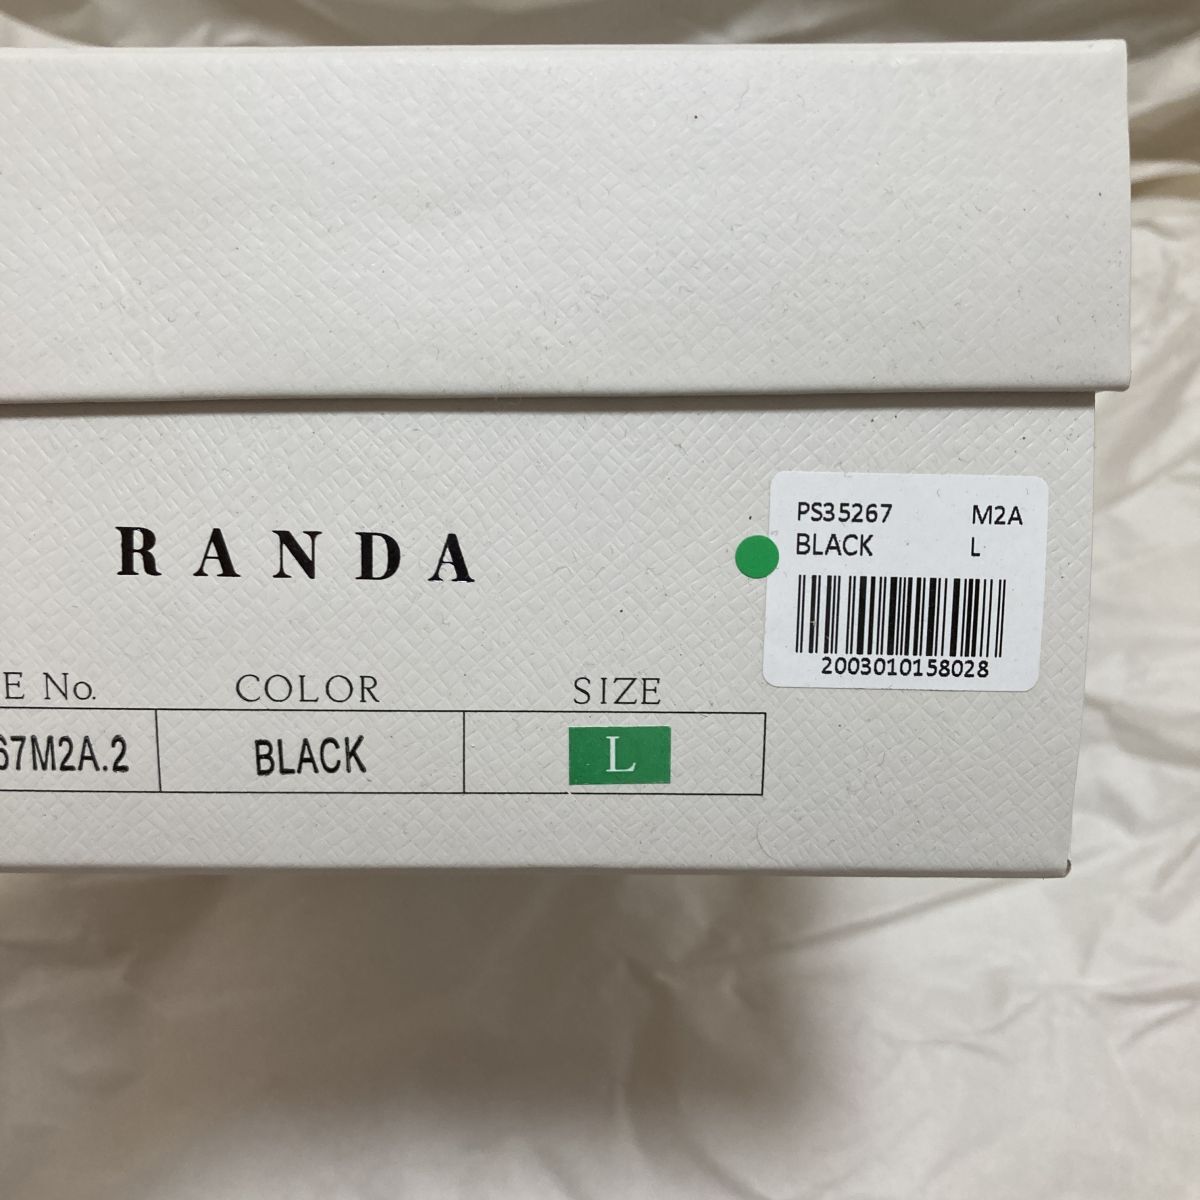 RANDA
PS35267 M2A
BLACK L
2003010158028
E No. COLOR SIZE
67M2A.2 BLACK L